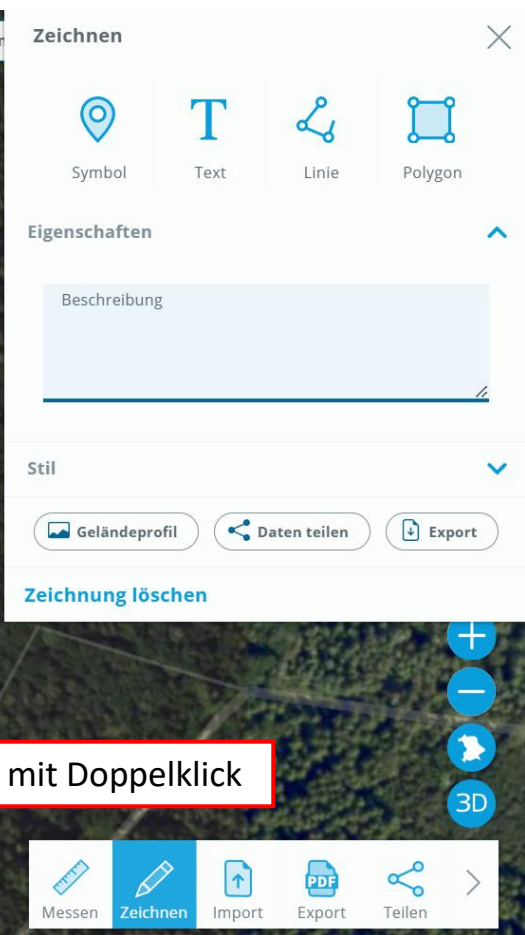 Zeichnen
Symbol Text Linie Polygon
Eigenschaften
Beschreibung
Stil
Geländeprofil Daten teilen Export
Zeichnung löschen
mit Doppelklick
3D
PDF
Messen Zeichnen Import Export Teilen